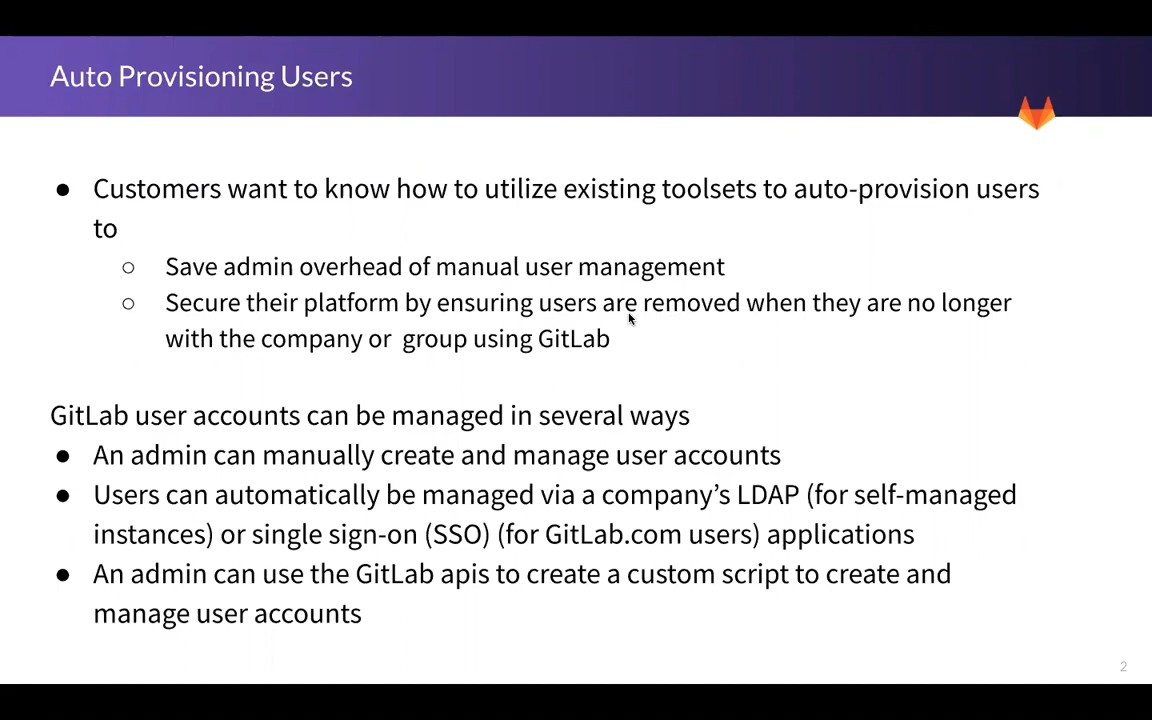 Auto Provisioning Users
● Customers want to know how to utilize existing toolsets to auto-provision users
to
○ Save admin overhead of manual user management
○ Secure their platform by ensuring users are removed when they are no longer
with the company or  group using GitLab
GitLab user accounts can be managed in several ways
● An admin can manually create and manage user accounts
● Users can automatically be managed via a company’s LDAP (for self-managed
instances) or single sign-on (SSO) (for GitLab.com users) applications
● An admin can use the GitLab apis to create a custom script to create and
manage user accounts
2